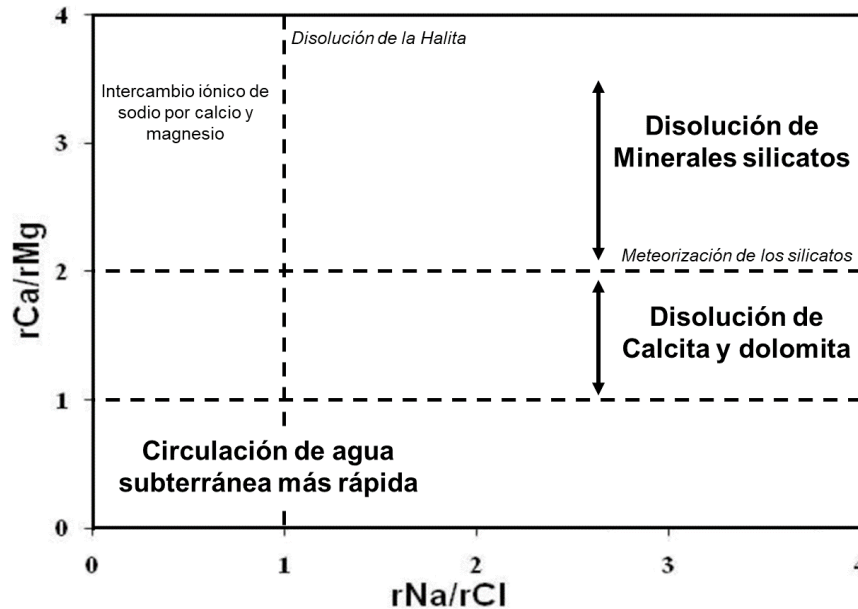 4
Disolución de la Halita
Intercambio iónico de
sodio por calcio y
magnesio
Disolución de
Minerales silicatos
3
rCa/rMg
Meteorización de los silicatos
2
Disolución de
Calcita y dolomita
1
Circulación de agua
subterránea más rápida
0
0 1 2 3 4
rNa/rCl